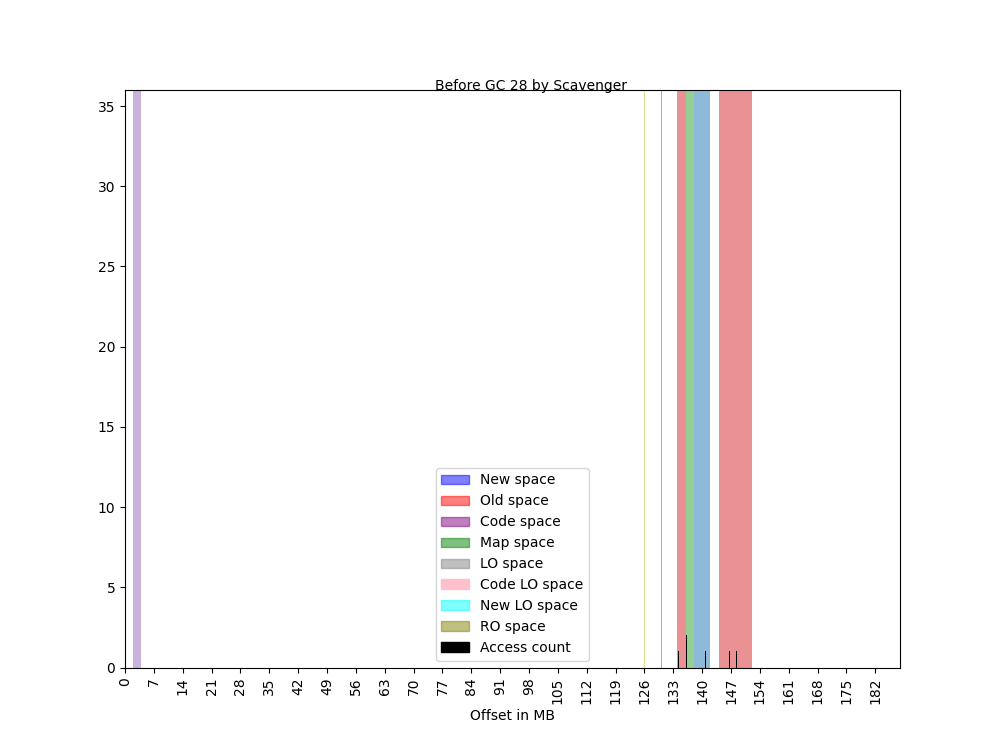 Before GC 28 by Scavenger
35
30
25
20
15
10
5
0
New space
Old space
Code space
Map space
LO space
Code LO space
New LO space
RO space
Access count
0 7 14 21 28 35 42 49 56 63 70 77 84 91 98 105 112 119 126 133 140 147 154 161 168 175 182
Offset in MB